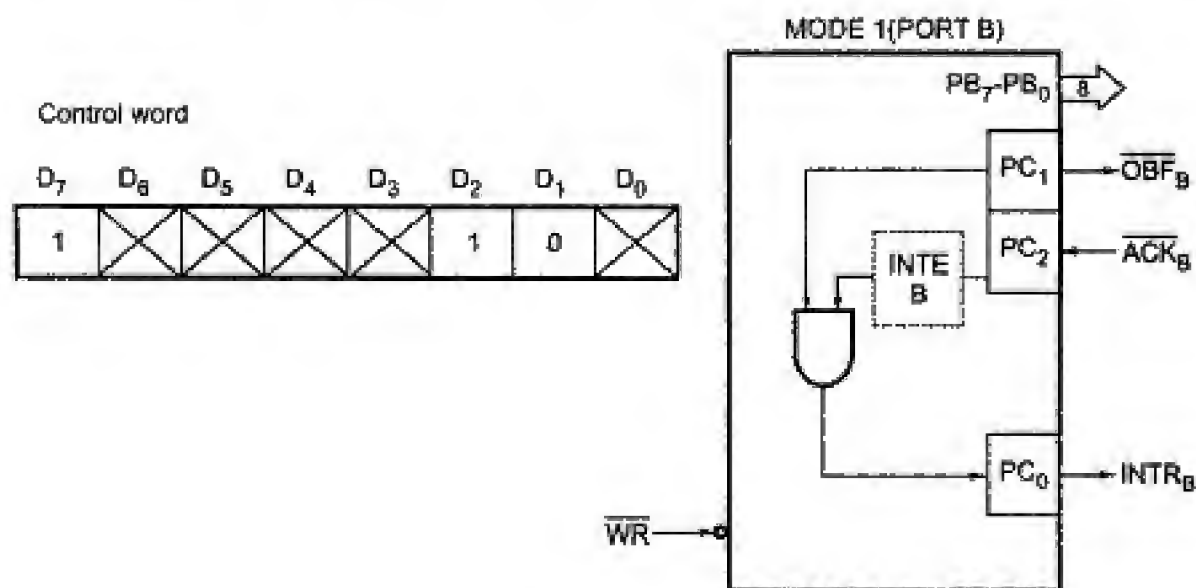 MODE 1(PORT B)
PB7-PB0
8
Control word
D7 D6 D5 D4 D3 D2 D1 D0
1 1 0
PC1
OBFB
PC2
ACKB
INTE
B
PC0
INTRB
WR